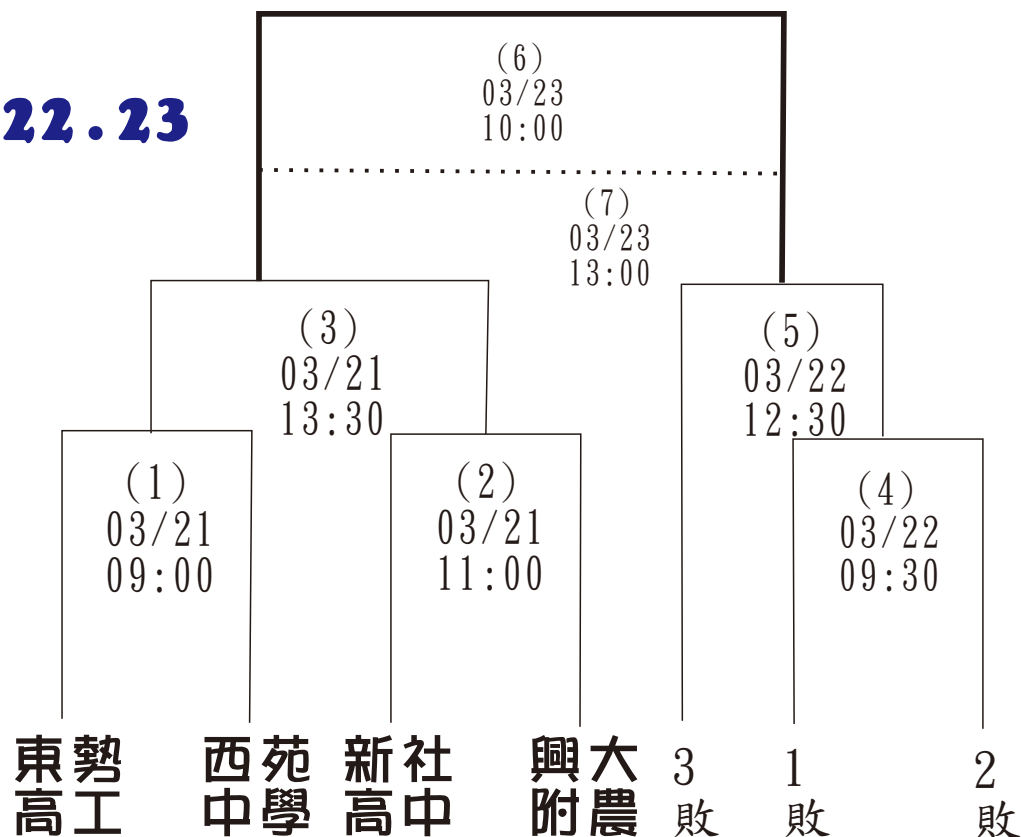 (6)
03/23
10:00
22.23
(7)
03/23
13:00
(3)
03/21
13:30
(5)
03/22
12:30
(1)
03/21
09:00
(2)
03/21
11:00
(4)
03/22
09:30
東勢
高工
西苑
中學
新社
高中
興大
附農
3
敗
1
敗
2
敗